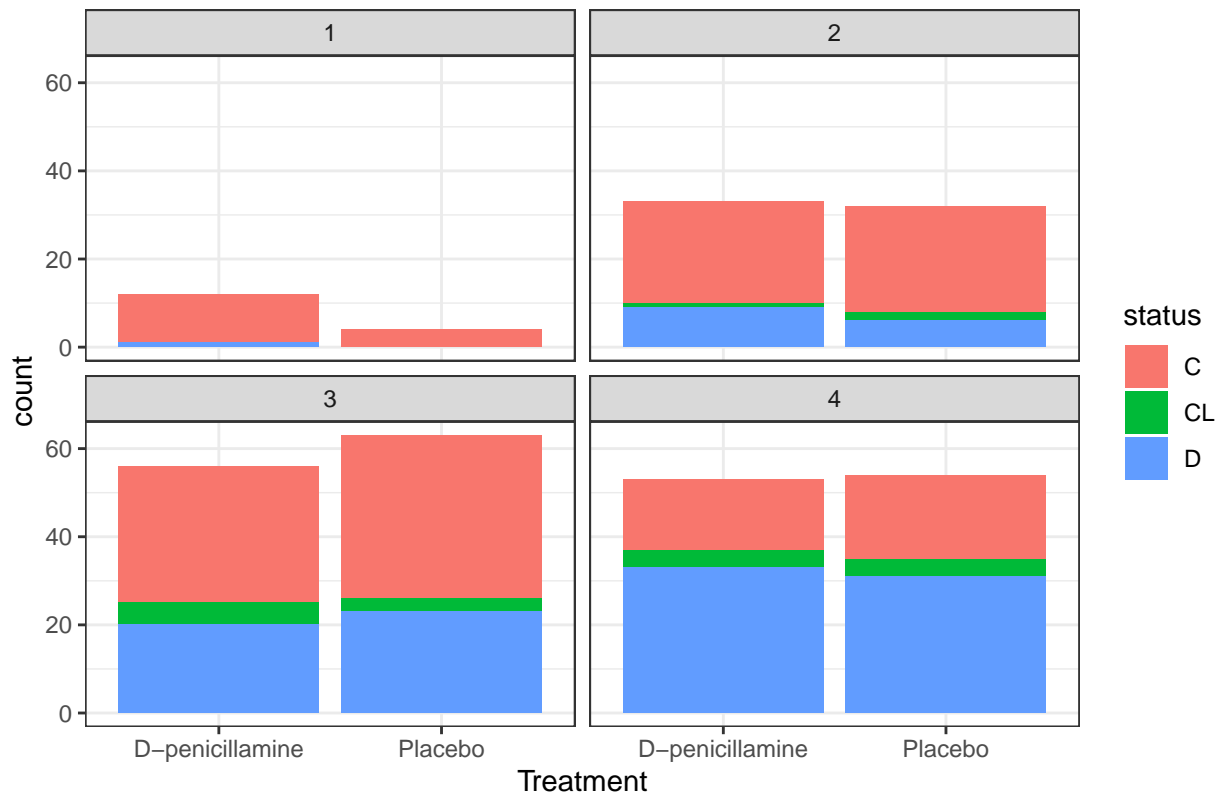 1
2
60
40
20
0
3
4
60
40
20
0
count
D−penicillamine
Placebo
D−penicillamine
Placebo
Treatment
status
C
CL
D